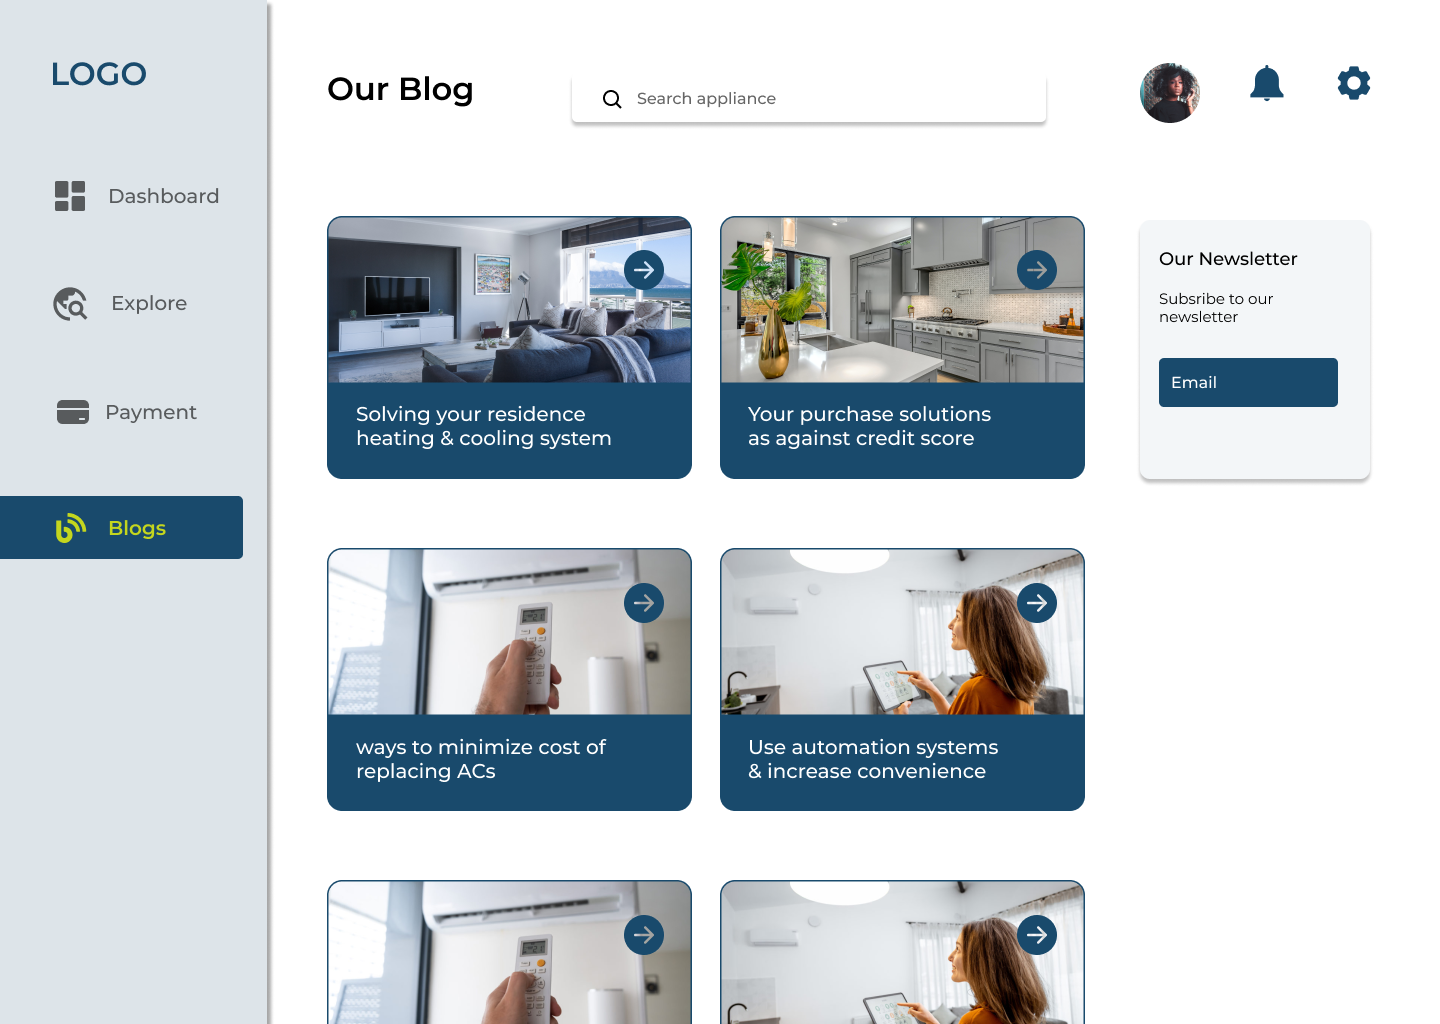 LOGO
Our Blog
Search appliance
Dashboard
Explore
Payment
Blogs
Solving your residence
heating & cooling system
Your purchase solutions
as against credit score
Our Newsletter
Subsribe to our
newsletter
Email
ways to minimize cost of
replacing ACs
Use automation systems
& increase convenience